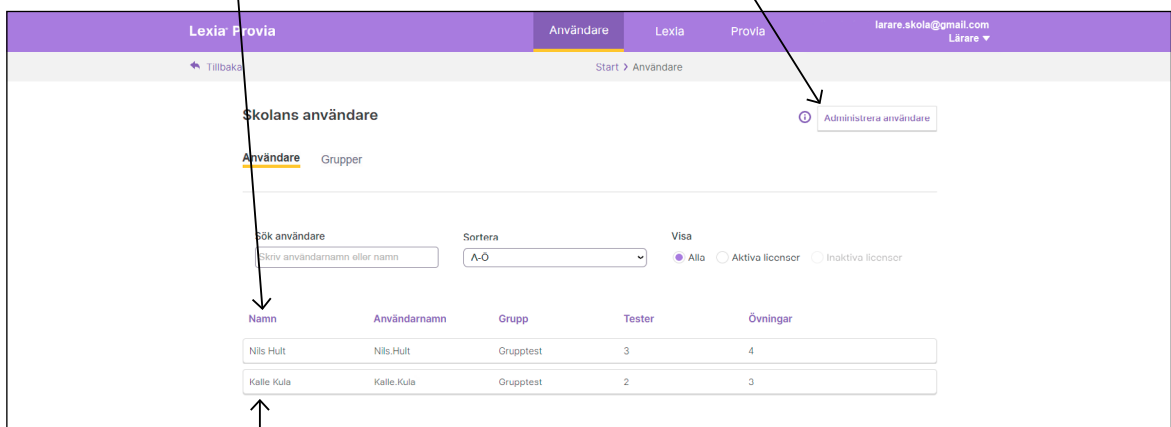 Lexia Provia Användare Lexia Provia larare.skola@gmail.com
Lärare
Tillbaka Start > Användare
Skolans användare
Administrera användare
Användare Grupper
Sök användare Sortera Visa
Skriv användarnamn eller namn A-Ö Alla Aktiva licenser Inaktiva licenser
Namn Användarnamn Grupp Tester Övningar
Nils Hult Nils.Hult Grupptest 3 4
Kalle Kula Kalle.Kula Grupptest 2 3